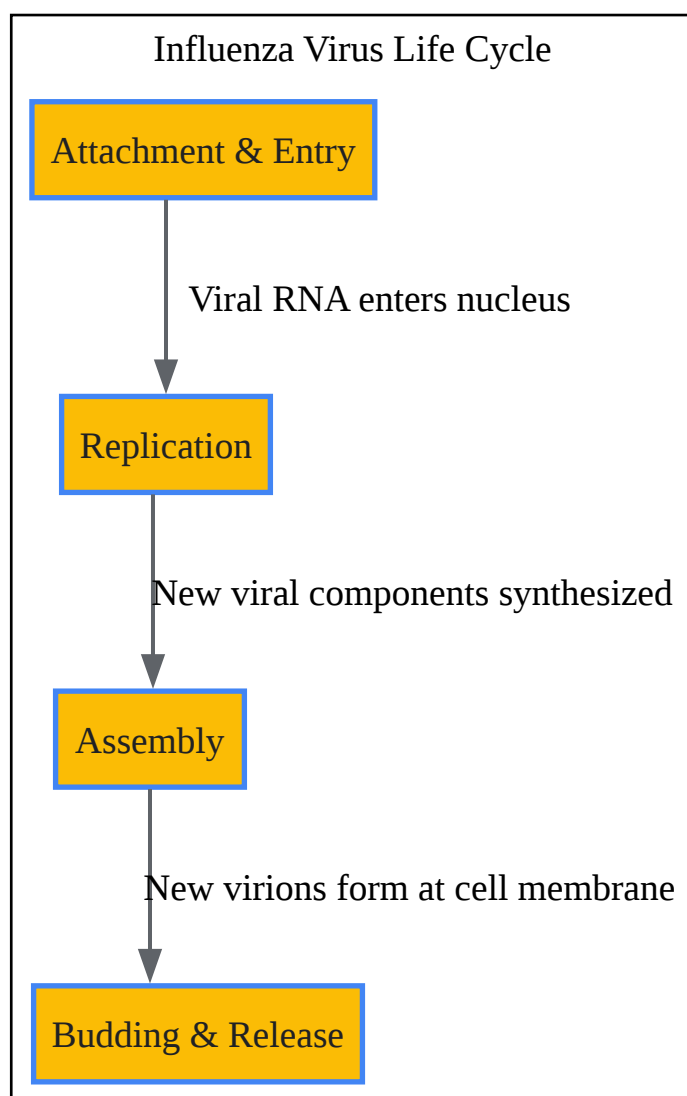 Influenza Virus Life Cycle
Attachment & Entry
Viral RNA enters nucleus
Replication
New viral components synthesized
Assembly
New virions form at cell membrane
Budding & Release